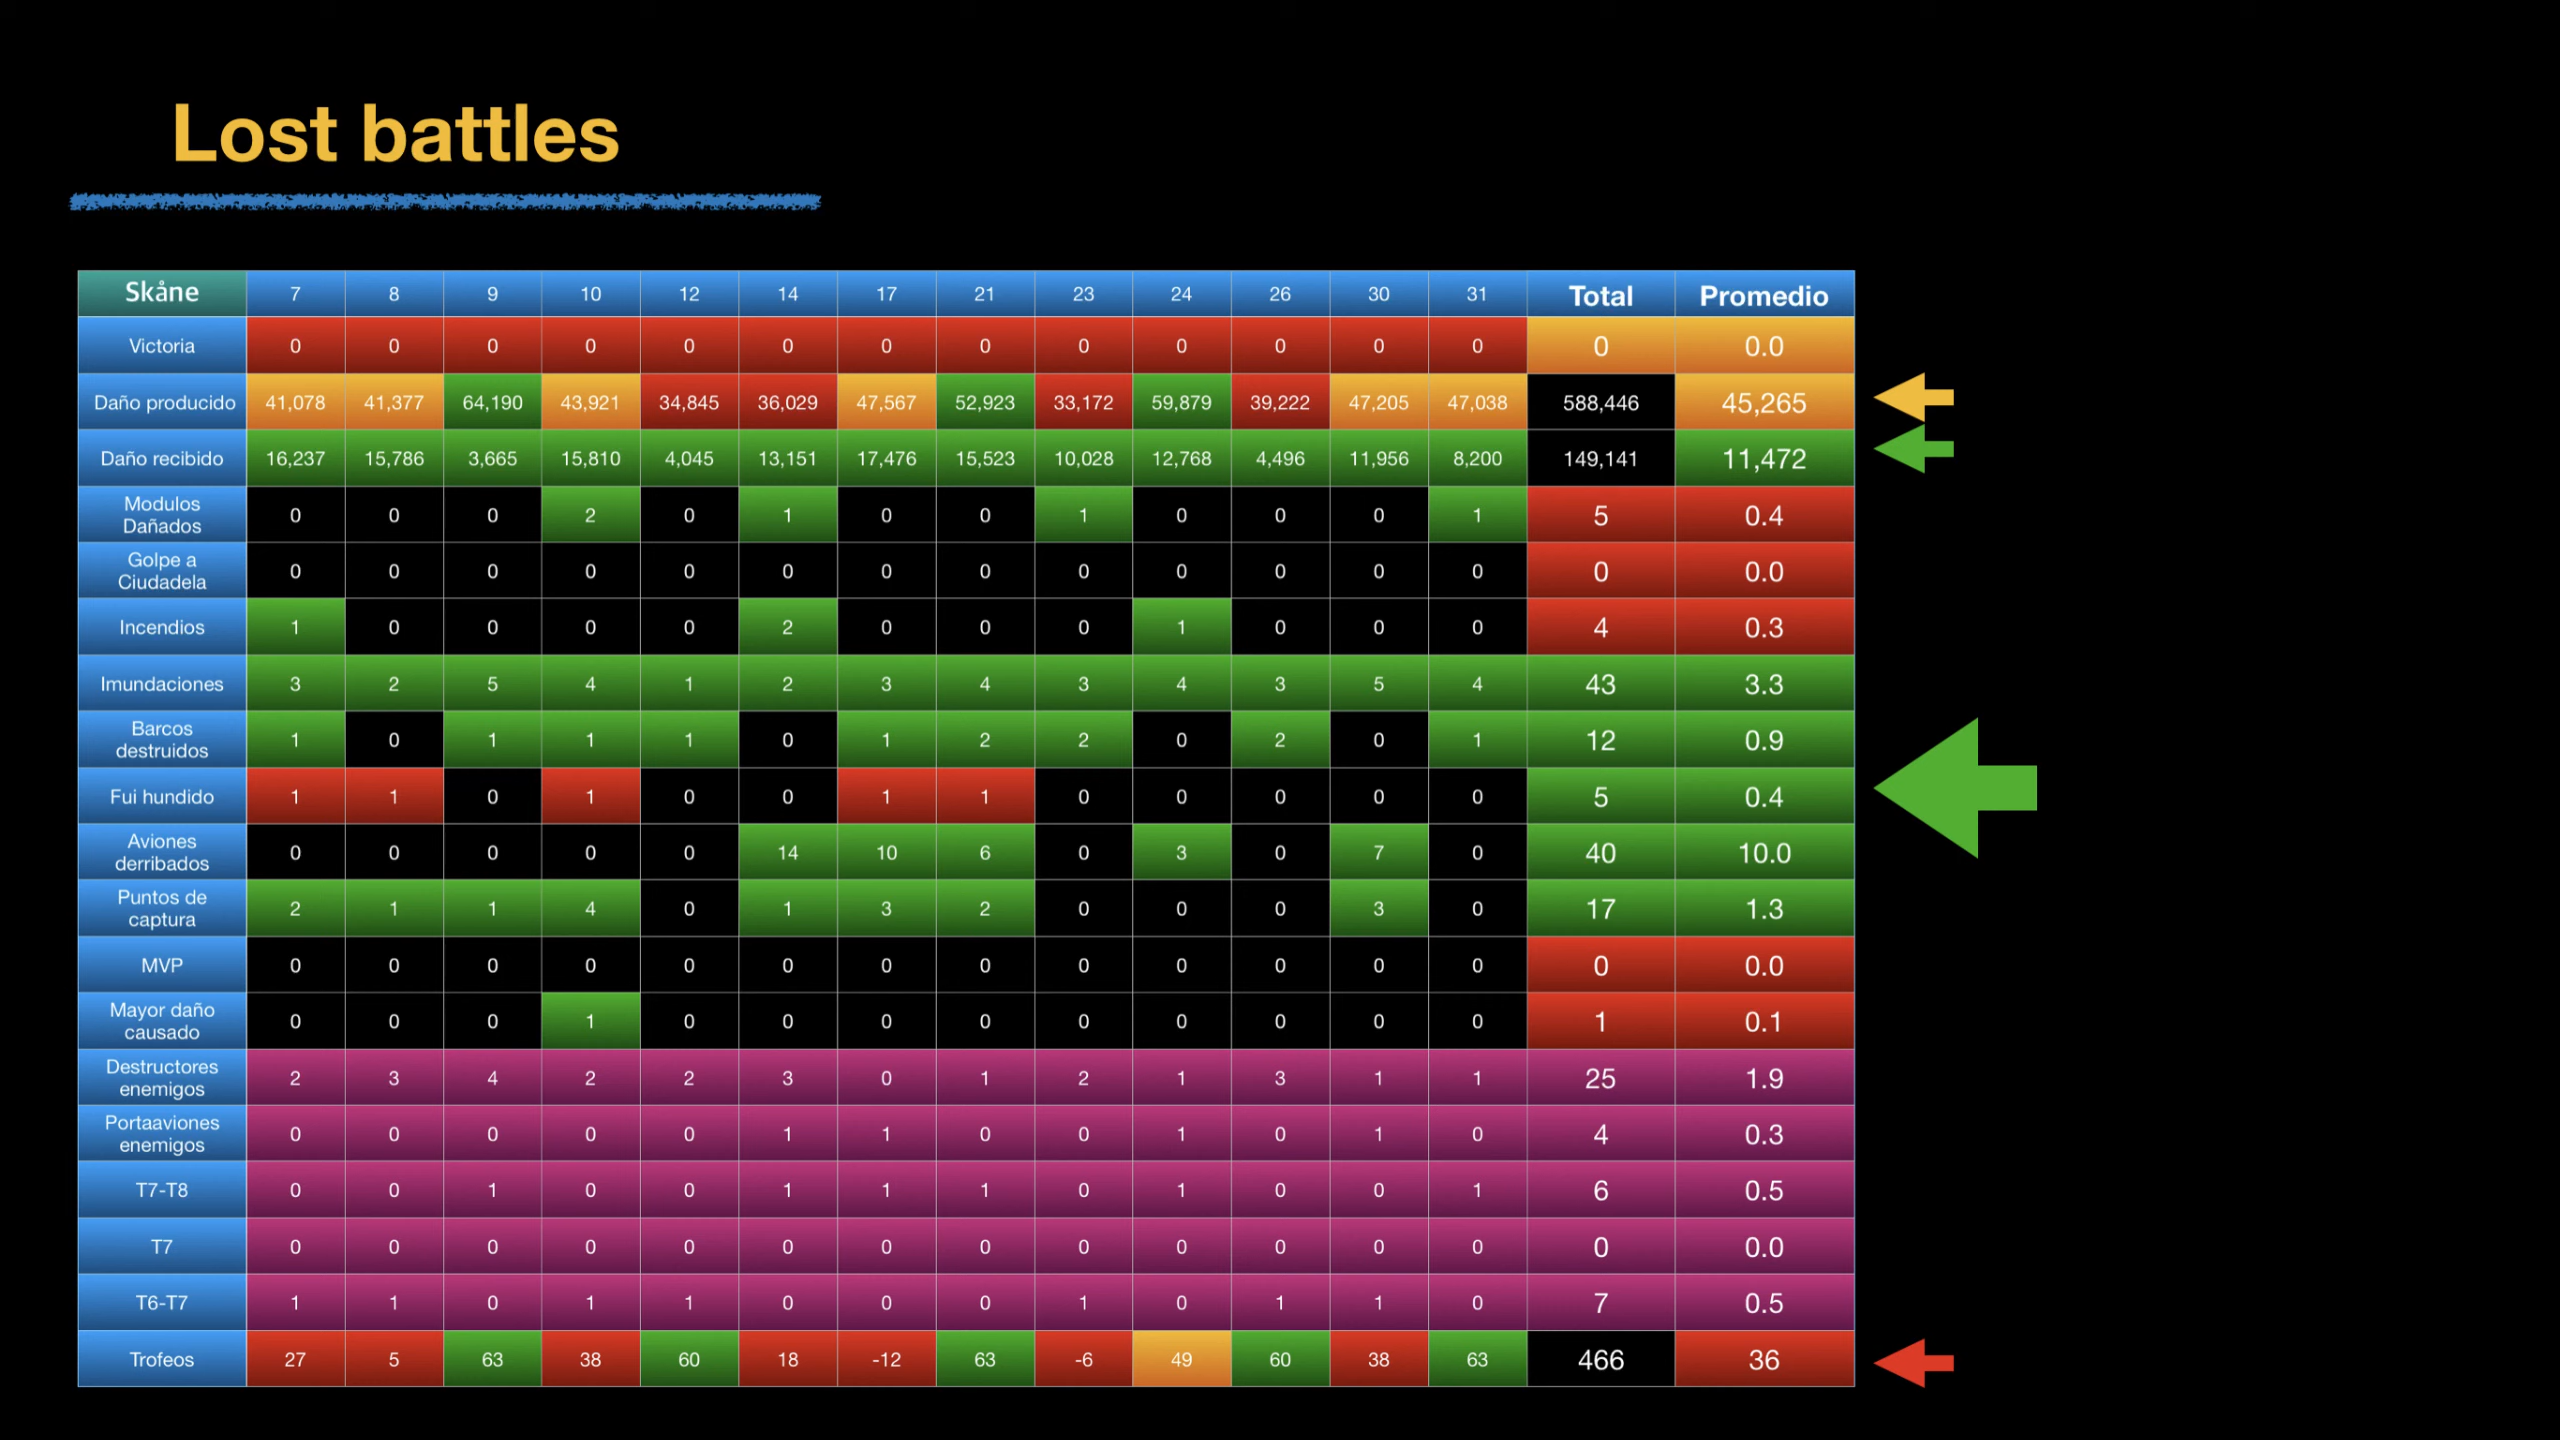 Lost battles
Skåne 7 8 9 10 12 14 17 21 23 24 26 30 31 Total Promedio
Victoria 0 0 0 0 0 0 0 0 0 0 0 0 0 0 0.0
Daño producido 41,078 41,377 64,190 43,921 34,845 36,029 47,567 52,923 33,172 59,879 39,222 47,205 47,038 588,446 45,265
Daño recibido 16,237 15,786 3,665 15,810 4,045 13,151 17,476 15,523 10,028 12,768 4,496 11,956 8,200 149,141 11,472
Modulos
Dañados 0 0 0 2 0 1 0 0 1 0 0 0 1 5 0.4
Golpe a
Ciudadela 0 0 0 0 0 0 0 0 0 0 0 0 0 0 0.0
Incendios 1 0 0 0 0 2 0 0 0 1 0 0 0 4 0.3
Imundaciones 3 2 5 4 1 2 3 4 3 4 3 5 4 43 3.3
Barcos
destruidos 1 0 1 1 1 0 1 2 2 0 2 0 1 12 0.9
Fui hundido 1 1 0 1 0 0 1 1 0 0 0 0 0 5 0.4
Aviones
derribados 0 0 0 0 0 14 10 6 0 3 0 7 0 40 10.0
Puntos de
captura 2 1 1 4 0 1 3 2 0 0 0 3 0 17 1.3
MVP 0 0 0 0 0 0 0 0 0 0 0 0 0 0 0.0
Mayor daño
causado 0 0 0 1 0 0 0 0 0 0 0 0 0 1 0.1
Destructores
enemigos 2 3 4 2 2 3 0 1 2 1 3 1 1 25 1.9
Portaaviones
enemigos 0 0 0 0 0 1 1 0 0 1 0 1 0 4 0.3
T7-T8 0 0 1 0 0 1 1 1 0 1 0 0 1 6 0.5
T7 0 0 0 0 0 0 0 0 0 0 0 0 0 0 0.0
T6-T7 1 1 0 1 1 0 0 0 1 0 1 1 0 7 0.5
Trofeos 27 5 63 38 60 18 -12 63 -6 49 60 38 63 466 36